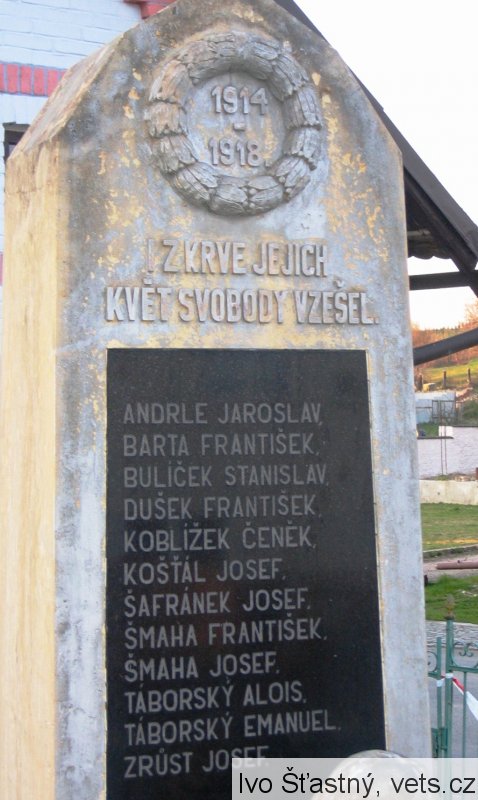 1914
-
1918.
I Z KRVE JEJICH
KVĚT SVOBODY VZEŠEL.
ANDRLE JAROSLAV,
BARTA FRANTIŠEK,
BULÍČEK STANISLAV,
DUŠEK FRANTIŠEK,
KOBLÍŽEK ČENĚK,
KOŠŤÁL JOSEF,
ŠAFRÁNEK JOSEF,
ŠMAHA FRANTIŠEK,
ŠMAHA JOSEF,
TÁBORSKÝ ALOIS,
TÁBORSKÝ EMANUEL,
ZRŮST JOSEF.
Ivo Šťastný, vets.cz